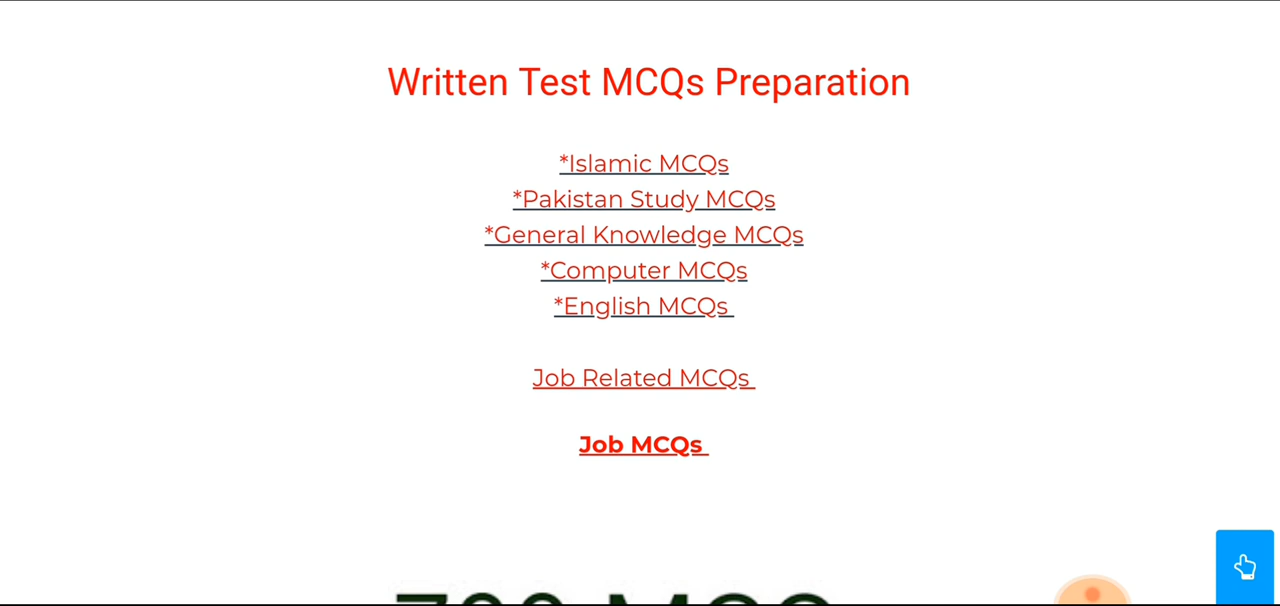 Written Test MCQs Preparation
*Islamic MCQs
*Pakistan Study MCQs
*General Knowledge MCQs
*Computer MCQs
*English MCQs
Job Related MCQs
Job MCQs